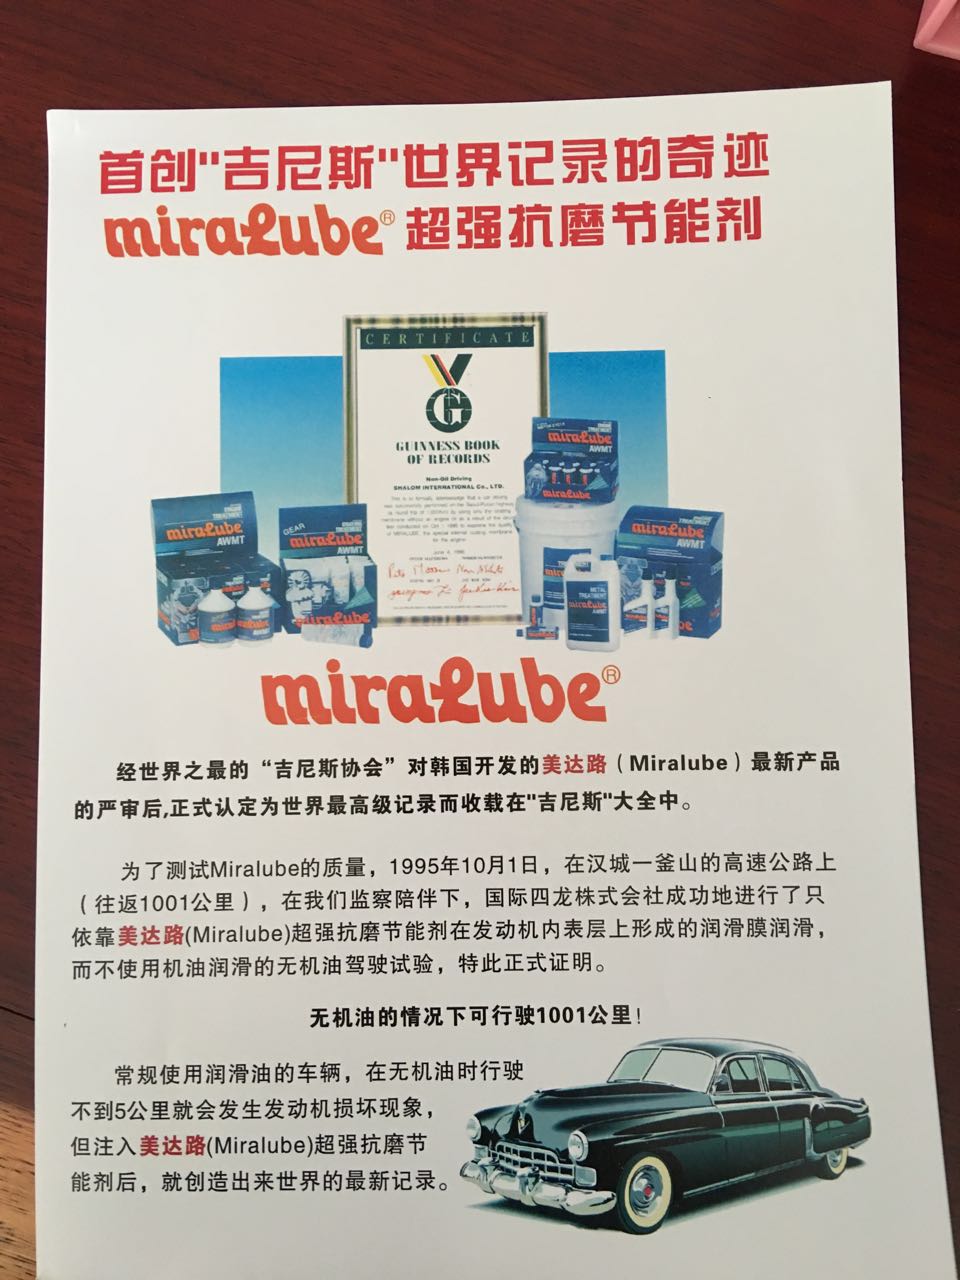 首创"吉尼斯"世界记录的奇迹
miralube® 超强抗磨节能剂
CERTIFICATE
G
GUINNESS BOOK
OF RECORDS
Non-Oil Driving
SHALOM INTERNATIONAL Co., LTD.
for the engine
June 4, 1996
miralube
AWMT
GEAR
miralube
AWMT
miralube
miralube
AWMT
miralube
miralube
AWMT
METAL
TREATMENT
miralube
AWMT
miralube®
经世界之最的“吉尼斯协会”对韩国开发的美达路（Miralube）最新产品
的严审后,正式认定为世界最高级记录而收载在"吉尼斯"大全中。
为了测试Miralube的质量，1995年10月1日，在汉城一釜山的高速公路上
（往返1001公里），在我们监察陪伴下，国际四龙株式会社成功地进行了只
依靠美达路(Miralube)超强抗磨节能剂在发动机内表层上形成的润滑膜润滑，
而不使用机油润滑的无机油驾驶试验，特此正式证明。
无机油的情况下可行驶1001公里！
常规使用润滑油的车辆，在无机油时行驶
不到5公里就会发生发动机损坏现象，
但注入美达路(Miralube)超强抗磨节
能剂后，就创造出来世界的最新记录。